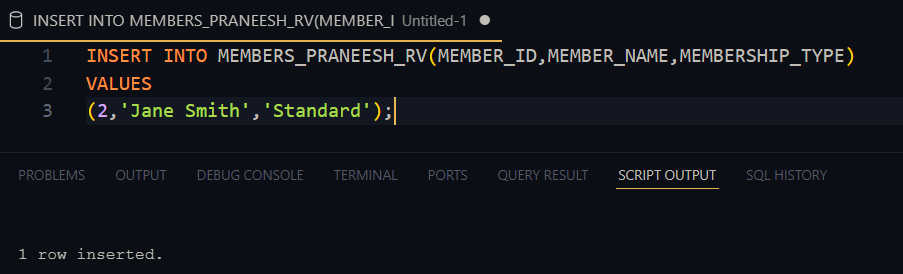 INSERT INTO MEMBERS_PRANEESH_RV(MEMBER_I Untitled-1
1 INSERT INTO MEMBERS_PRANEESH_RV(MEMBER_ID,MEMBER_NAME,MEMBERSHIP_TYPE)
2 VALUES
3 (2,'Jane Smith','Standard');
PROBLEMS OUTPUT DEBUG CONSOLE TERMINAL PORTS QUERY RESULT SCRIPT OUTPUT SQL HISTORY
1 row inserted.